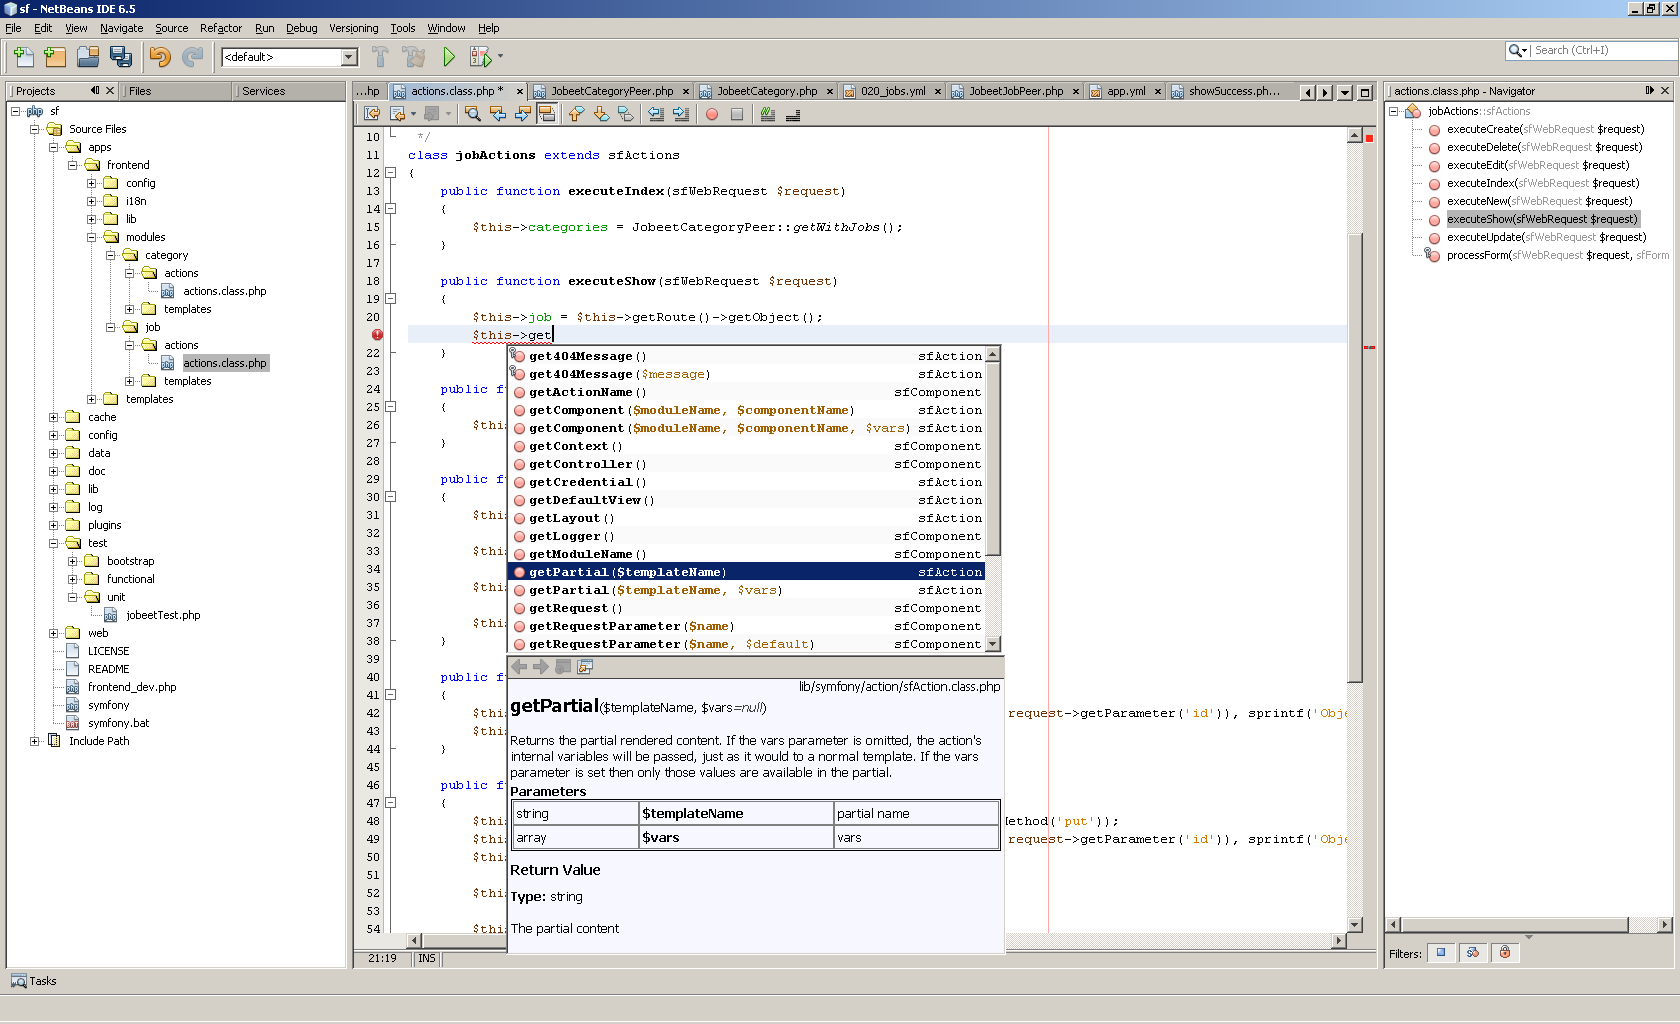 sf - NetBeans IDE 6.5
File Edit View Navigate Source Refactor Run Debug Versioning Tools Window Help
<default>
Search (Ctrl+I)
Projects
Files
Services
php sf
Source Files
apps
frontend
config
i18n
lib
modules
category
actions
actions.class.php
templates
job
actions
actions.class.php
templates
templates
cache
config
data
doc
lib
log
plugins
test
bootstrap
functional
unit
jobeetTest.php
web
LICENSE
README
frontend_dev.php
symfony
symfony.bat
Include Path
...hp
actions.class.php *
JobeetCategoryPeer.php
JobeetCategory.php
020_jobs.yml
JobeetJobPeer.php
app.yml
showSuccess.ph...
10 */
11 class jobActions extends sfActions
12 {
13 public function executeIndex(sfWebRequest $request)
14 {
15 $this->categories = JobeetCategoryPeer::getWithJobs();
16 }
17
18 public function executeShow(sfWebRequest $request)
19 {
20 $this->job = $this->getRoute()->getObject();
$this->get
22 }
23
24 public f
25 {
26 $thi
27 }
28
29 public f
30 {
31 $thi
32
33 $thi
34
35 $thi
36
37 $thi
38 }
39
40 public f
41 {
42 $thi request->getParameter('id')), sprintf('Obje
43 $thi
44 }
45
46 public f
47 {
48 $thi Method('put'));
49 $thi request->getParameter('id')), sprintf('Obje
50 $thi
51
52 $thi
53
54 $thi
get404Message() sfAction
get404Message($message) sfAction
getActionName() sfComponent
getComponent($moduleName, $componentName) sfAction
getComponent($moduleName, $componentName, $vars) sfAction
getContext() sfComponent
getController() sfComponent
getCredential() sfAction
getDefaultView() sfAction
getLayout() sfAction
getLogger() sfComponent
getModuleName() sfComponent
getPartial($templateName) sfAction
getPartial($templateName, $vars) sfAction
getRequest() sfComponent
getRequestParameter($name) sfComponent
getRequestParameter($name, $default) sfComponent
lib/symfony/action/sfAction.class.php
getPartial($templateName, $vars=null)
Returns the partial rendered content. If the vars parameter is omitted, the action's
internal variables will be passed, just as it would to a normal template. If the vars
parameter is set then only those values are available in the partial.
Parameters
string $templateName partial name
array $vars vars
Return Value
Type: string
The partial content
21:19 INS
actions.class.php - Navigator
jobActions::sfActions
executeCreate(sfWebRequest $request)
executeDelete(sfWebRequest $request)
executeEdit(sfWebRequest $request)
executeIndex(sfWebRequest $request)
executeNew(sfWebRequest $request)
executeShow(sfWebRequest $request)
executeUpdate(sfWebRequest $request)
processForm(sfWebRequest $request, sfForm
Filters:
Tasks